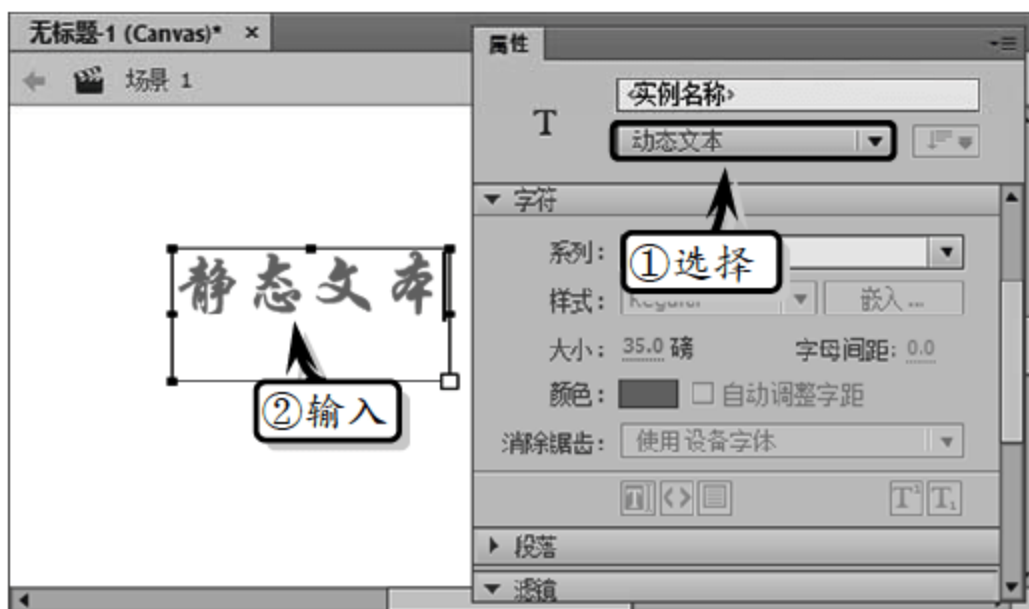 无标题-1 (Canvas)* ×
场景 1
静态文本
②输入
属性
T
<实例名称>
动态文本
字符
①选择
系列:
样式: Regular 嵌入...
大小: 35.0 磅 字母间距: 0.0
颜色: 自动调整字距
消除锯齿: 使用设备字体
T <> T¹ T₁
段落
滤镜